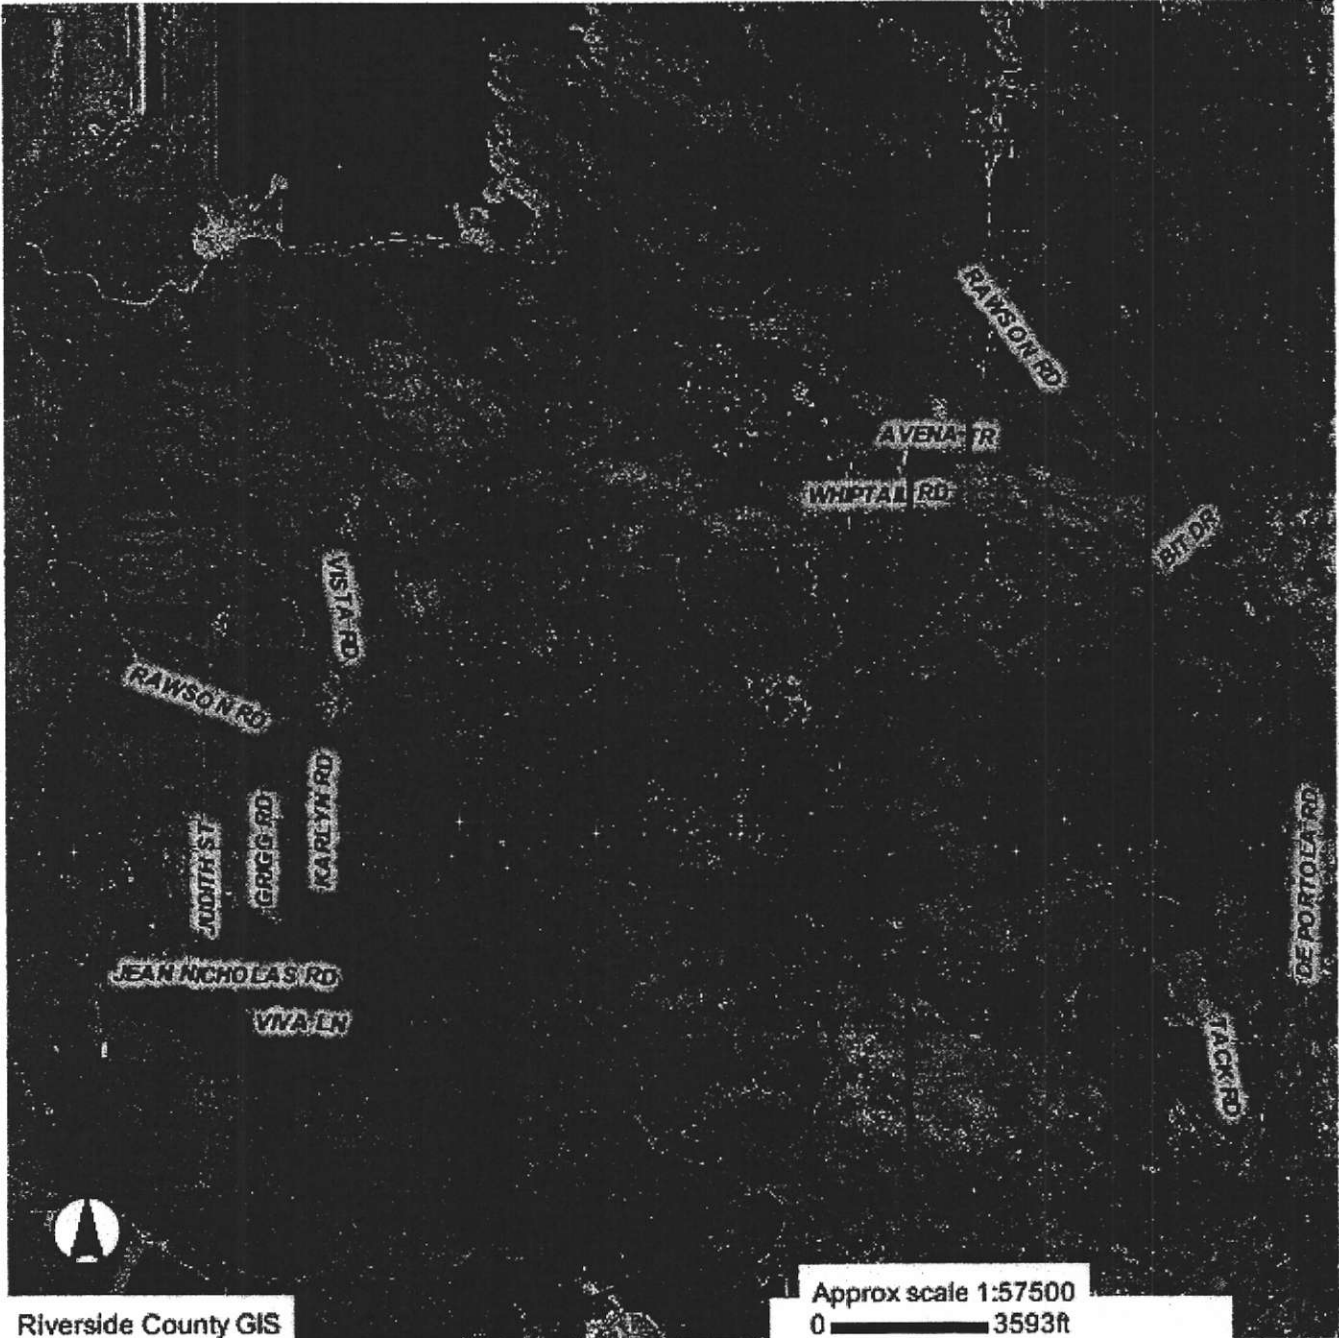 RAWSON RD
AVENA TR
WHIPTAIL RD
BIT DR
VISTA RD
RAWSON RD
KARLYN RD
GRIGG RD
JUDITH ST
DE PORTOLA RD
JEAN NICHOLAS RD
VIVA LN
TACK RD
Approx scale 1:57500
0 3593ft
Riverside County GIS